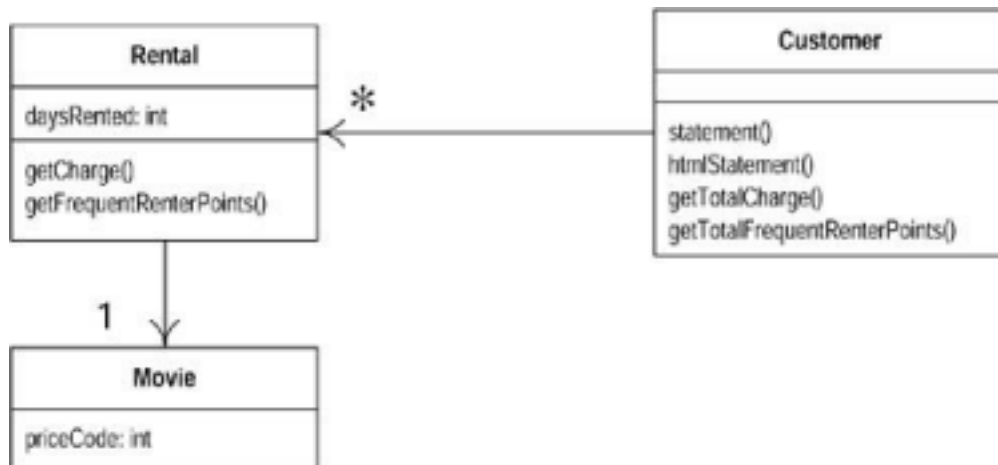 Rental
daysRented: int
getCharge()
getFrequentRenterPoints()
*
Customer
statement()
htmlStatement()
getTotalCharge()
getTotalFrequentRenterPoints()
1
Movie
priceCode: int